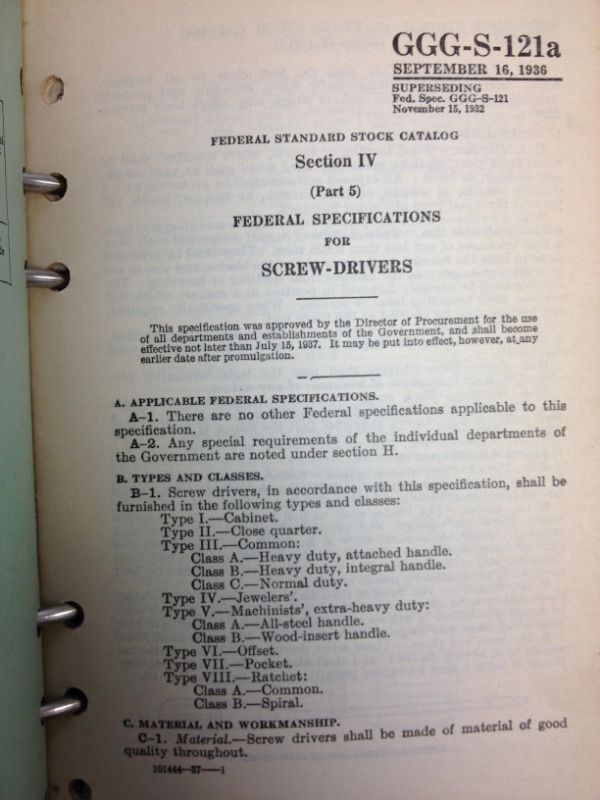 GGG-S-121a
SEPTEMBER 16, 1936
SUPERSEDING
Fed. Spec. GGG-S-121
November 15, 1932
FEDERAL STANDARD STOCK CATALOG
Section IV
(Part 5)
FEDERAL SPECIFICATIONS
FOR
SCREW-DRIVERS
This specification was approved by the Director of Procurement for the use
of all departments and establishments of the Government, and shall become
effective not later than July 15, 1937. It may be put into effect, however, at any
earlier date after promulgation.
A. APPLICABLE FEDERAL SPECIFICATIONS.
A-1. There are no other Federal specifications applicable to this
specification.
A-2. Any special requirements of the individual departments of
the Government are noted under section H.
B. TYPES AND CLASSES.
B-1. Screw drivers, in accordance with this specification, shall be
furnished in the following types and classes:
Type I.—Cabinet.
Type II.—Close quarter.
Type III.—Common:
Class A.—Heavy duty, attached handle.
Class B.—Heavy duty, integral handle.
Class C.—Normal duty.
Type IV.—Jewelers'.
Type V.—Machinists', extra-heavy duty:
Class A.—All-steel handle.
Class B.—Wood-insert handle.
Type VI.—Offset.
Type VII.—Pocket.
Type VIII.—Ratchet:
Class A.—Common.
Class B.—Spiral.
C. MATERIAL AND WORKMANSHIP.
C-1. Material.—Screw drivers shall be made of material of good
quality throughout.
101444—37——1